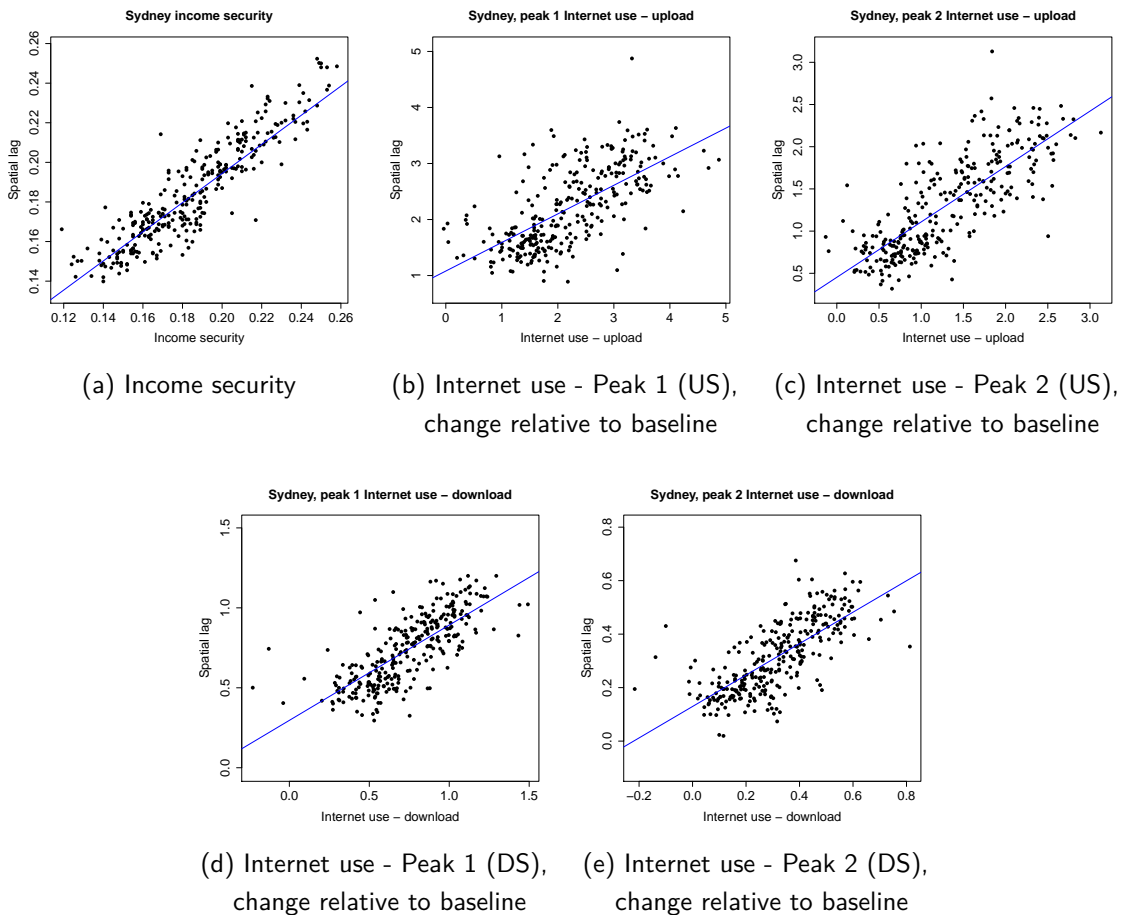 Sydney income security
Spatial lag
0.14 0.16 0.18 0.20 0.22 0.24 0.26
0.12 0.14 0.16 0.18 0.20 0.22 0.24 0.26
Income security
(a) Income security
Sydney, peak 1 Internet use – upload
Spatial lag
1 2 3 4 5
0 1 2 3 4 5
Internet use – upload
(b) Internet use - Peak 1 (US),
change relative to baseline
Sydney, peak 2 Internet use – upload
Spatial lag
0.5 1.0 1.5 2.0 2.5 3.0
0.0 0.5 1.0 1.5 2.0 2.5 3.0
Internet use – upload
(c) Internet use - Peak 2 (US),
change relative to baseline
Sydney, peak 1 Internet use – download
Spatial lag
0.0 0.5 1.0 1.5
0.0 0.5 1.0 1.5
Internet use – download
(d) Internet use - Peak 1 (DS),
change relative to baseline
Sydney, peak 2 Internet use – download
Spatial lag
0.0 0.2 0.4 0.6 0.8
−0.2 0.0 0.2 0.4 0.6 0.8
Internet use – download
(e) Internet use - Peak 2 (DS),
change relative to baseline